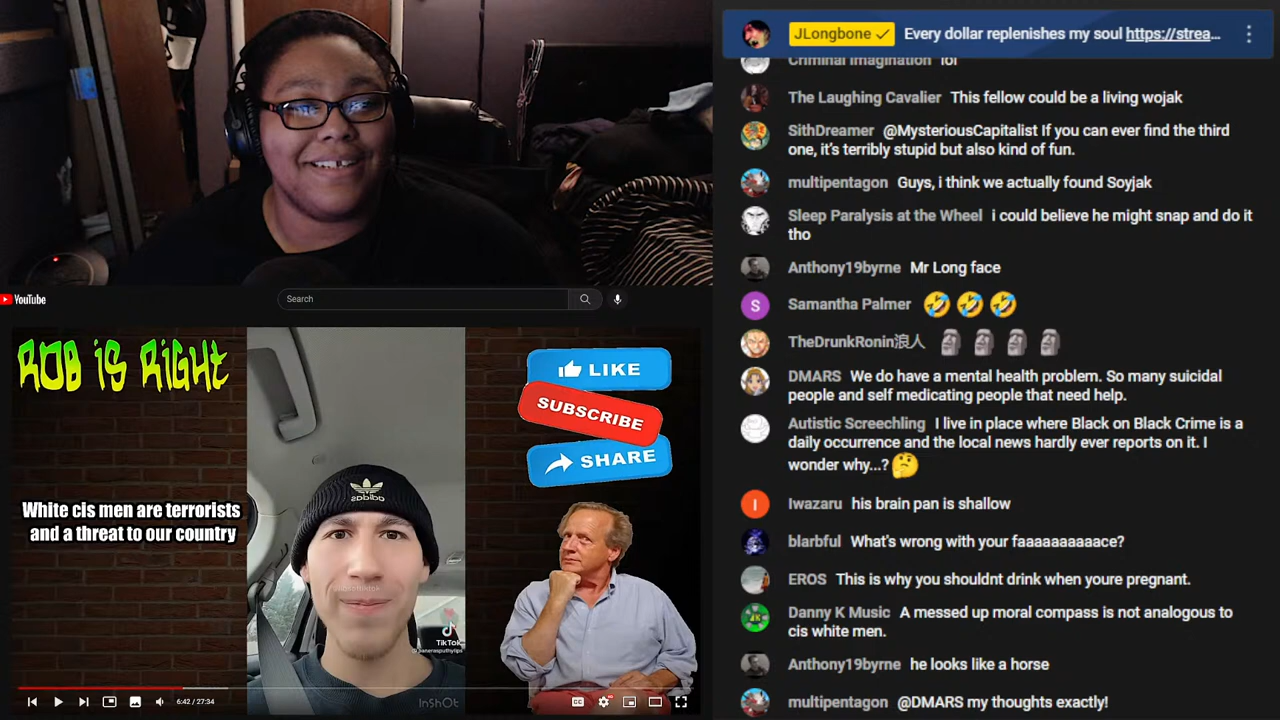 JLongbone Every dollar replenishes my soul https://strea...
Criminal Imagination lol
The Laughing Cavalier This fellow could be a living wojak
SithDreamer @MysteriousCapitalist If you can ever find the third
one, it's terribly stupid but also kind of fun.
multipentagon Guys, i think we actually found Soyjak
Sleep Paralysis at the Wheel i could believe he might snap and do it
tho
Anthony19byrne Mr Long face
S
Samantha Palmer
TheDrunkRonin浪人
DMARS We do have a mental health problem. So many suicidal
people and self medicating people that need help.
Autistic Screechling I live in place where Black on Black Crime is a
daily occurrence and the local news hardly ever reports on it. I
wonder why...?
I
Iwazaru his brain pan is shallow
blarbful What's wrong with your faaaaaaaaaace?
EROS This is why you shouldnt drink when youre pregnant.
Danny K Music A messed up moral compass is not analogous to
cis white men.
Anthony19byrne he looks like a horse
multipentagon @DMARS my thoughts exactly!
YouTube
Search
ROB iS RiGHT
LIKE
SUBSCRIBE
SHARE
White cis men are terrorists
and a threat to our country
adidas
TikTok
6:42 / 27:34
CC
InShOt